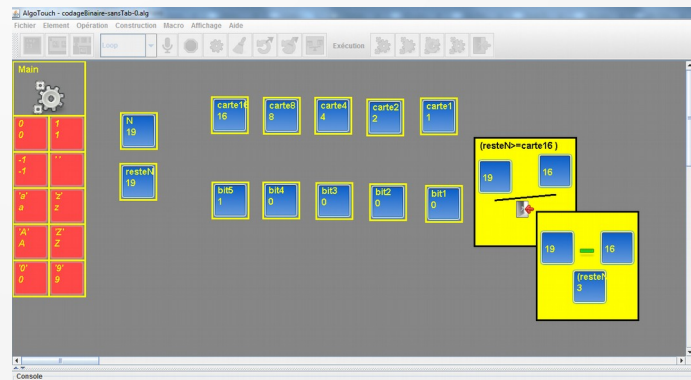 AlgoTouch - codageBinaire-sansTab-0.alg
Fichier Element Opération Construction Macro Affichage Aide
Loop Exécution
Main
0 1
0 1
-1 ' '
-1
'a' 'z'
a z
'A' 'Z'
A Z
'0' '9'
0 9
N
19
resteN
19
carte16 carte8 carte4 carte2 carte1
16 8 4 2 1
bit5 bit4 bit3 bit2 bit1
1 0 0 0 0
(resteN>=carte16 )
19 16
19 16
(resteN
3
Console